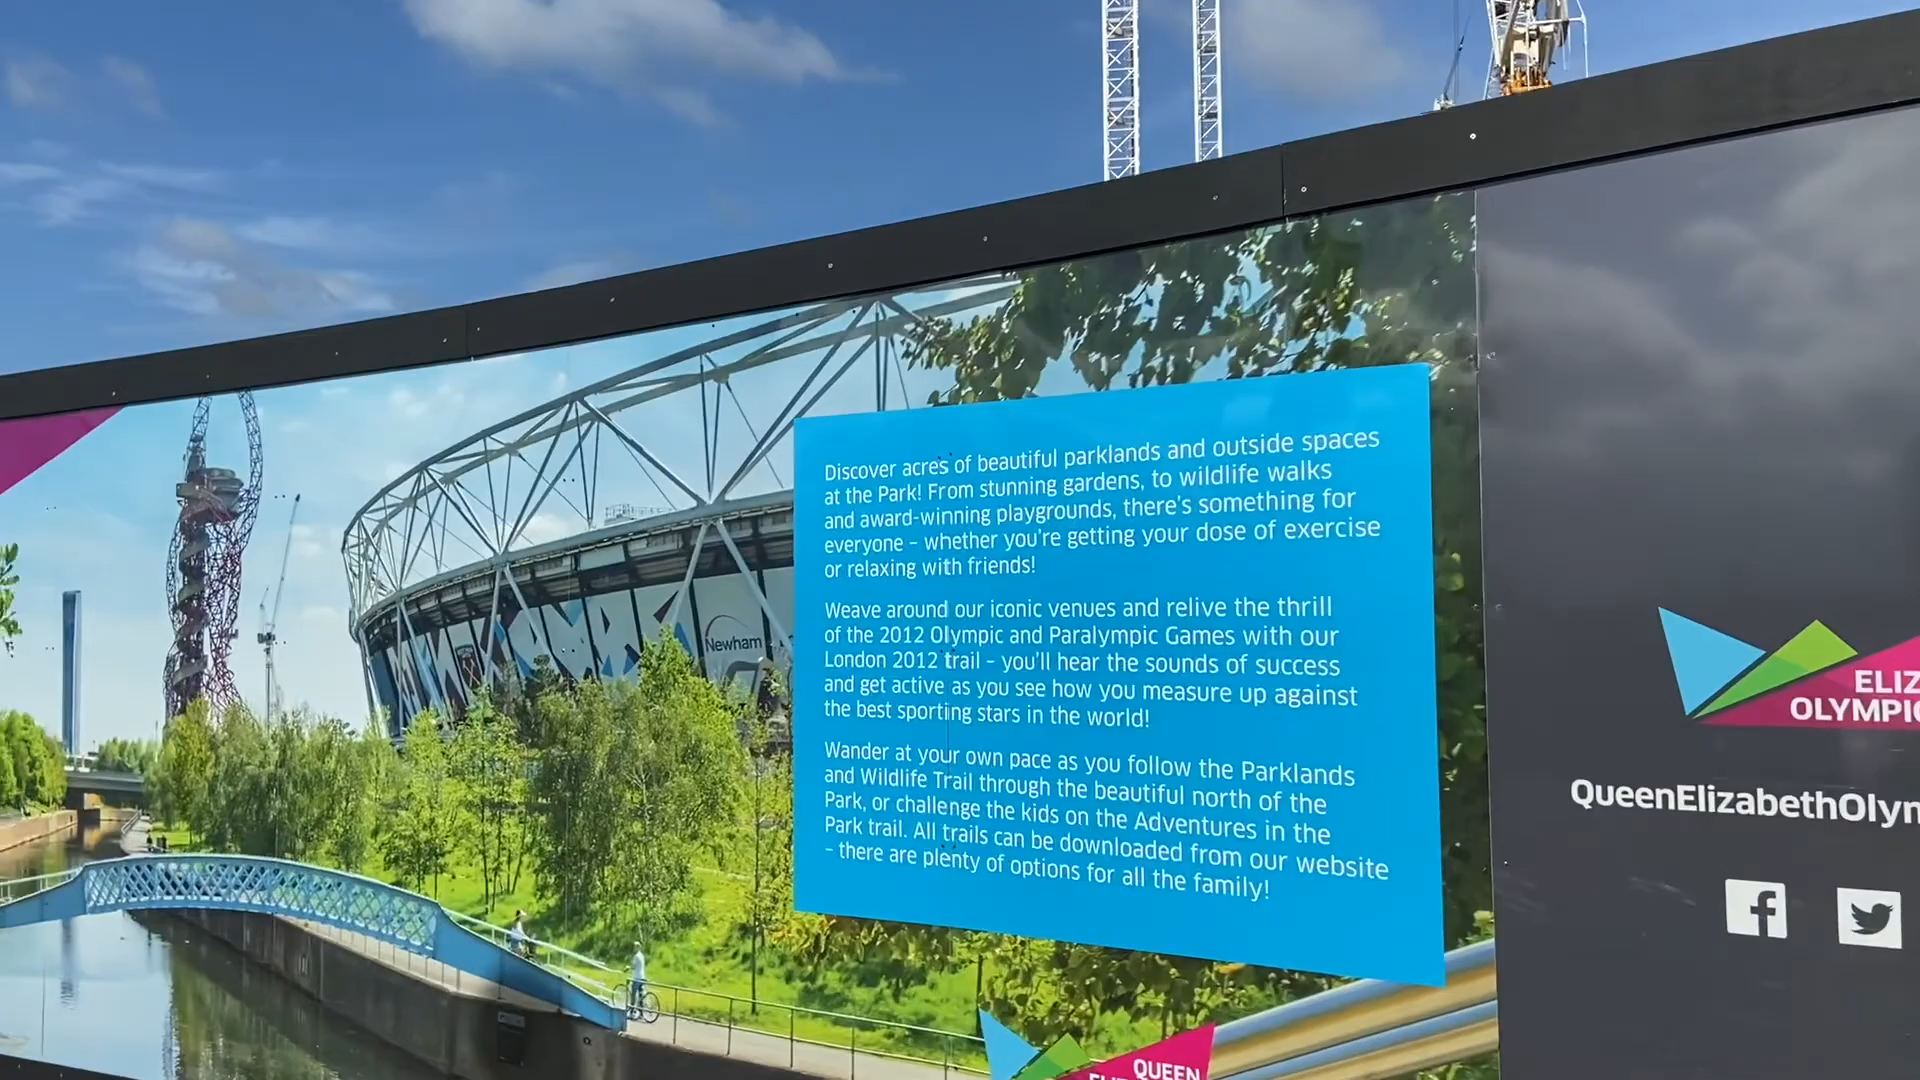 Discover acres of beautiful parklands and outside spaces
at the Park! From stunning gardens, to wildlife walks
and award-winning playgrounds, there's something for
everyone – whether you're getting your dose of exercise
or relaxing with friends!
Weave around our iconic venues and relive the thrill
of the 2012 Olympic and Paralympic Games with our
London 2012 trail – you'll hear the sounds of success
and get active as you see how you measure up against
the best sporting stars in the world!
Wander at your own pace as you follow the Parklands
and Wildlife Trail through the beautiful north of the
Park, or challenge the kids on the Adventures in the
Park trail. All trails can be downloaded from our website
– there are plenty of options for all the family!
Newham
QUEEN
ELIZ
OLYMPIC
QueenElizabethOlym